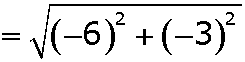 = √((−6)² + (−3)²)